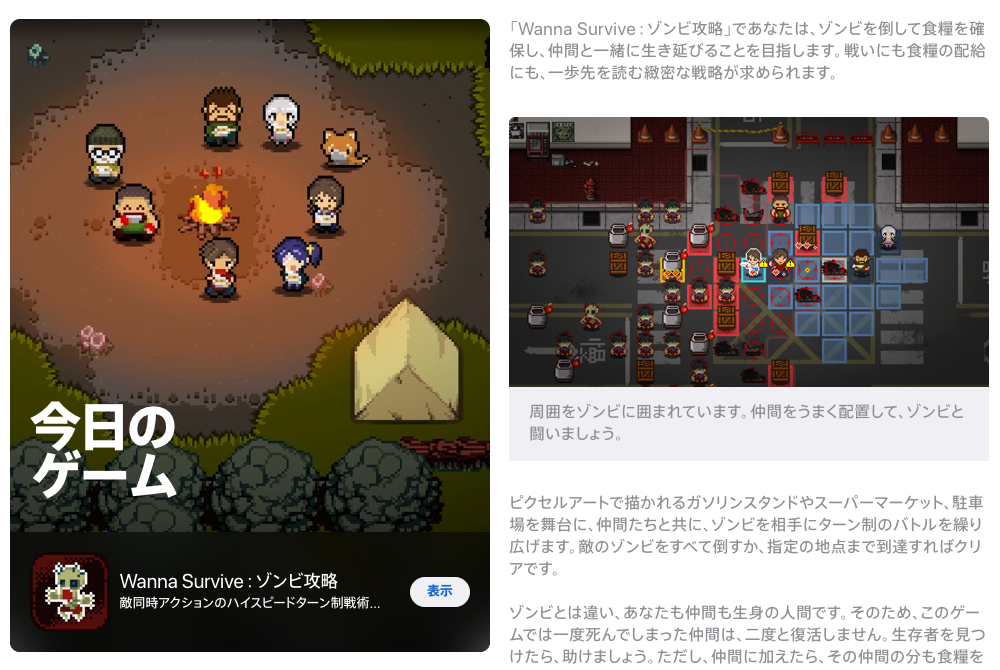 今日の
ゲーム
Wanna Survive : ゾンビ攻略
敵同時アクションのハイスピードターン制戦術...
表示
「Wanna Survive : ゾンビ攻略」であなたは、ゾンビを倒して食糧を確
保し、仲間と一緒に生き延びることを目指します。戦いにも食糧の配給
にも、一歩先を読む緻密な戦略が求められます。
周囲をゾンビに囲まれています。仲間をうまく配置して、ゾンビと
闘いましょう。
ピクセルアートで描かれるガソリンスタンドやスーパーマーケット、駐車
場を舞台に、仲間たちと共に、ゾンビを相手にターン制のバトルを繰り
広げます。敵のゾンビをすべて倒すか、指定の地点まで到達すればクリ
アです。
ゾンビとは違い、あなたも仲間も生身の人間です。そのため、このゲー
ムでは一度死んでしまった仲間は、二度と復活しません。生存者を見つ
けたら、助けましょう。ただし、仲間に加えたら、その仲間の分も食糧を